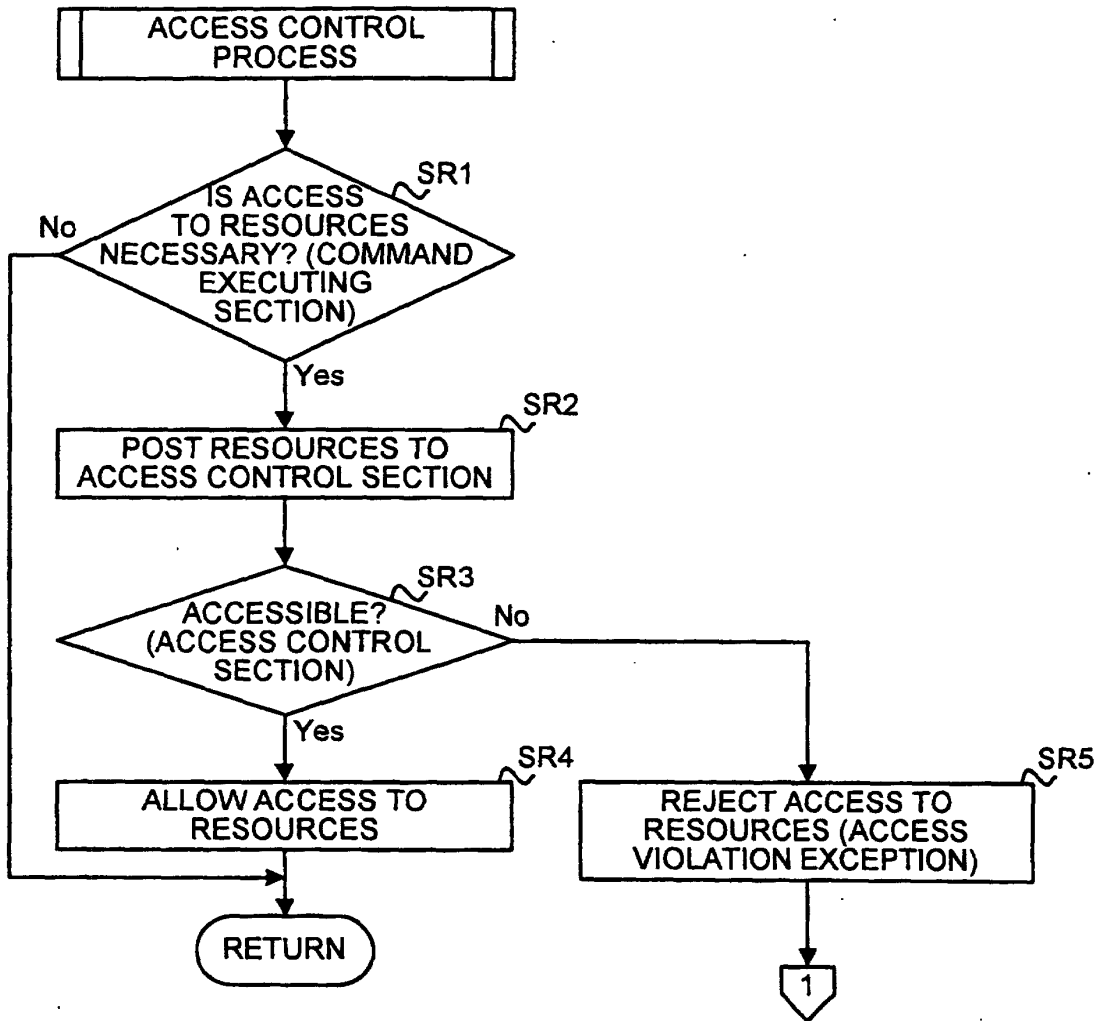 ACCESS CONTROL
PROCESS
SR1
IS ACCESS
TO RESOURCES
NECESSARY? (COMMAND
EXECUTING
SECTION)
No
Yes
SR2
POST RESOURCES TO
ACCESS CONTROL SECTION
SR3
ACCESSIBLE?
(ACCESS CONTROL
SECTION)
No
Yes
SR4
ALLOW ACCESS TO
RESOURCES
SR5
REJECT ACCESS TO
RESOURCES (ACCESS
VIOLATION EXCEPTION)
RETURN
1